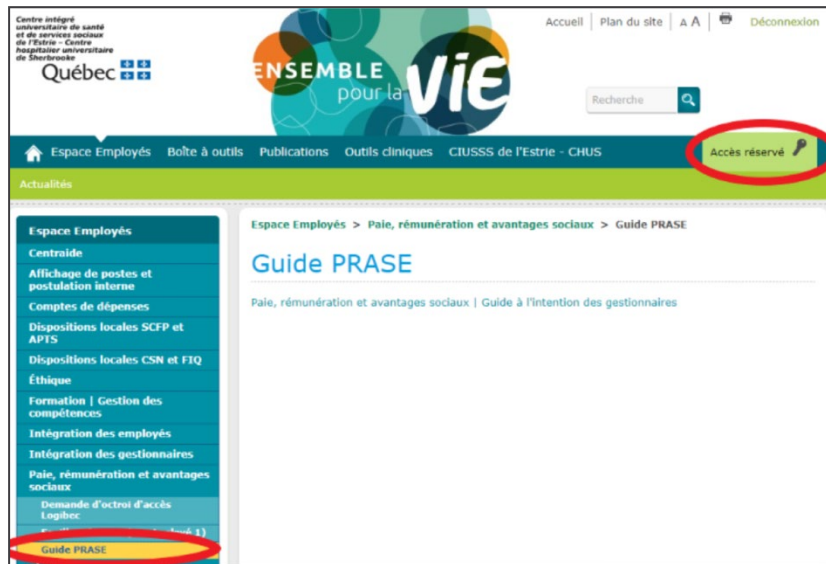 Centre intégré
universitaire de santé
et de services sociaux
de l'Estrie – Centre
hospitalier universitaire
de Sherbrooke
Québec
ENSEMBLE
pour la
ViE
Accueil | Plan du site | A A | Déconnexion
Recherche
Espace Employés Boîte à outils Publications Outils cliniques CIUSSS de l'Estrie - CHUS Accès réservé
Actualités
Espace Employés
Centraide
Affichage de postes et
postulation interne
Comptes de dépenses
Dispositions locales SCFP et
APTS
Dispositions locales CSN et FIQ
Éthique
Formation | Gestion des
compétences
Intégration des employés
Intégration des gestionnaires
Paie, rémunération et avantages
sociaux
Demande d'octroi d'accès
Logibec
1)
Guide PRASE
Espace Employés > Paie, rémunération et avantages sociaux > Guide PRASE
Guide PRASE
Paie, rémunération et avantages sociaux | Guide à l'intention des gestionnaires